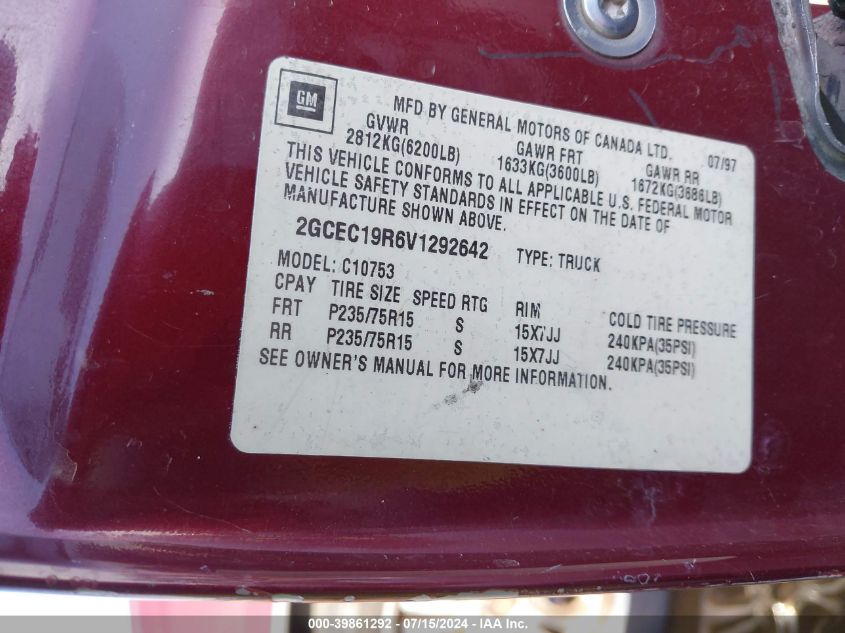 GM
MFD BY GENERAL MOTORS OF CANADA LTD. 07/97
GVWR GAWR FRT GAWR RR
2812KG(6200LB) 1633KG(3600LB) 1672KG(3686LB)
THIS VEHICLE CONFORMS TO ALL APPLICABLE U.S. FEDERAL MOTOR
VEHICLE SAFETY STANDARDS IN EFFECT ON THE DATE OF
MANUFACTURE SHOWN ABOVE.
2GCEC19R6V1292642 TYPE: TRUCK
MODEL: C10753
CPAY TIRE SIZE SPEED RTG RIM COLD TIRE PRESSURE
FRT P235/75R15 S 15X7JJ 240KPA(35PSI)
RR P235/75R15 S 15X7JJ 240KPA(35PSI)
SEE OWNER'S MANUAL FOR MORE INFORMATION.
000-39861292 - 07/15/2024 - IAA, Inc.